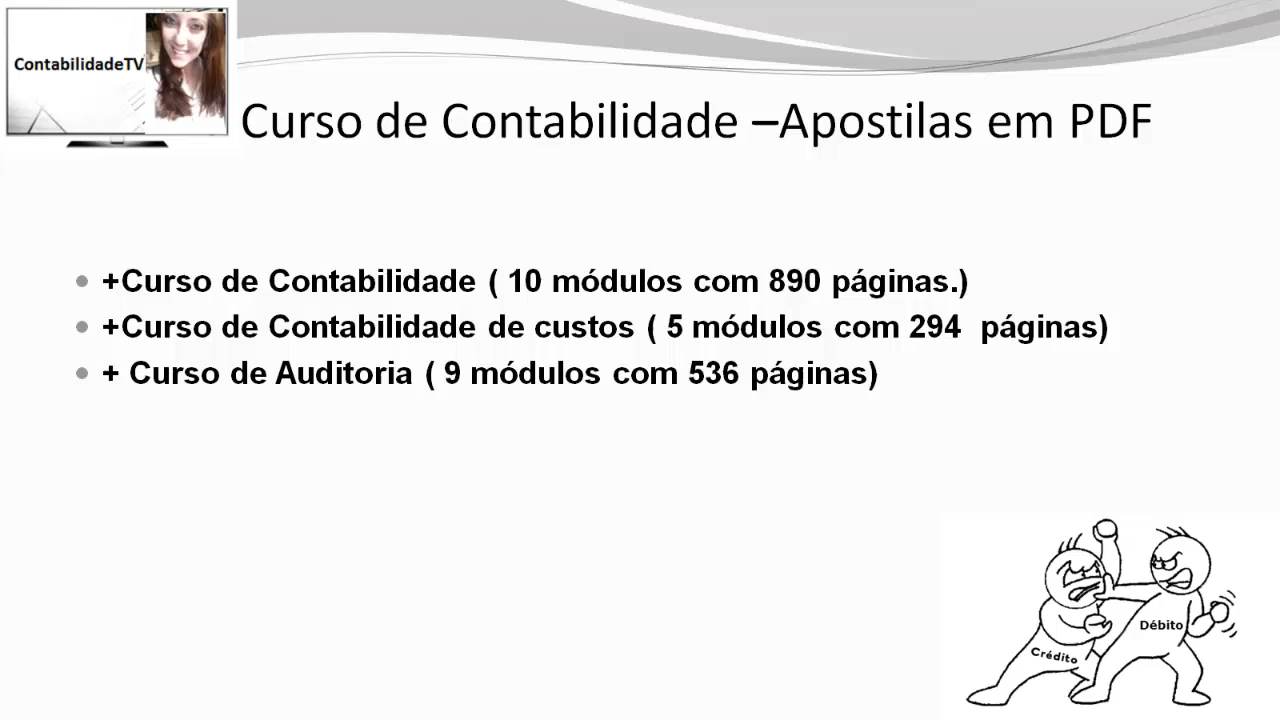 ContabilidadeTV
Curso de Contabilidade –Apostilas em PDF
+Curso de Contabilidade ( 10 módulos com 890 páginas.)
+Curso de Contabilidade de custos ( 5 módulos com 294  páginas)
+ Curso de Auditoria ( 9 módulos com 536 páginas)
Débito
Crédito